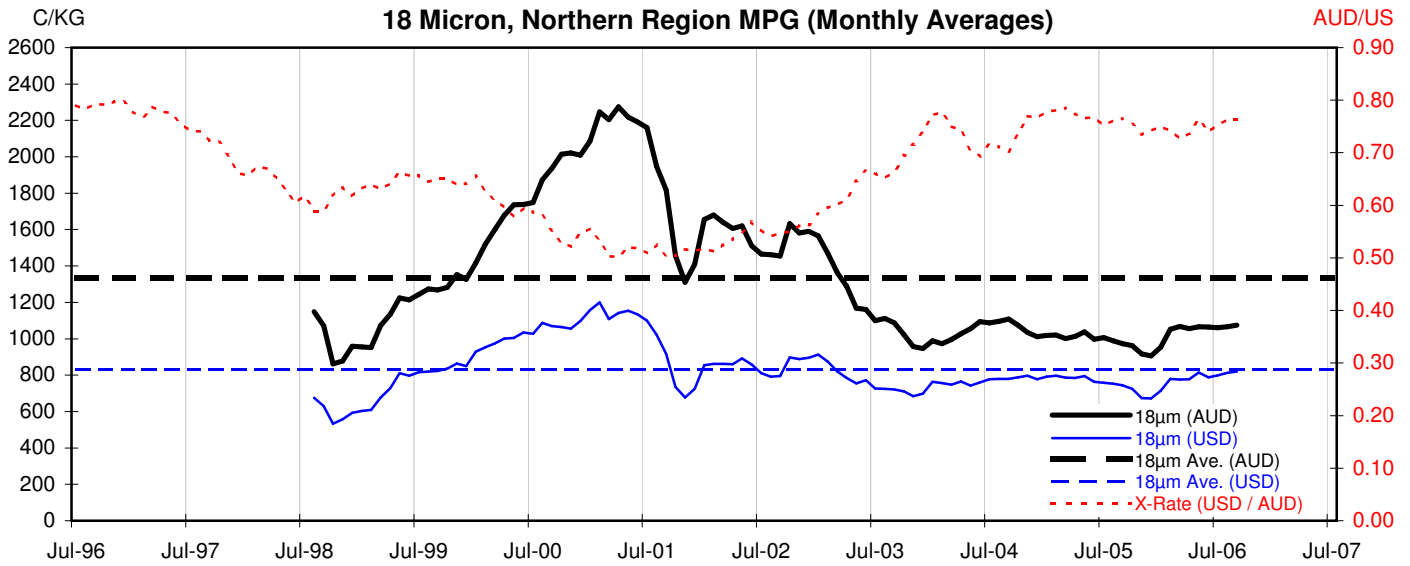 C/KG
18 Micron, Northern Region MPG (Monthly Averages)
AUD/US
2600
2400
2200
2000
1800
1600
1400
1200
1000
800
600
400
200
0
0.90
0.80
0.70
0.60
0.50
0.40
0.30
0.20
0.10
0.00
18µm (AUD)
18µm (USD)
18µm Ave. (AUD)
18µm Ave. (USD)
X-Rate (USD / AUD)
Jul-96 Jul-97 Jul-98 Jul-99 Jul-00 Jul-01 Jul-02 Jul-03 Jul-04 Jul-05 Jul-06 Jul-07